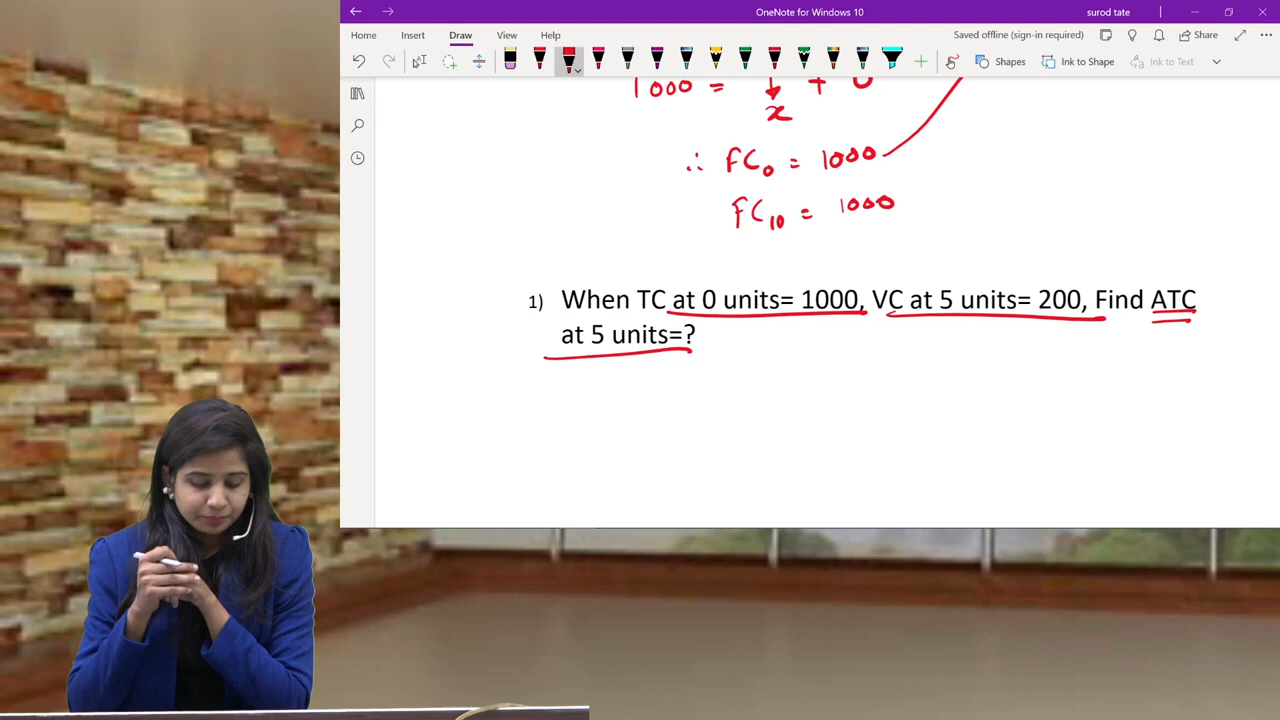 OneNote for Windows 10
surod tate
Home Insert Draw View Help
Saved offline (sign-in required)
Share
Shapes
Ink to Shape
Ink to Text
1000 = + 0
x
∴ FC0 = 1000
FC10 = 1000
1) When TC at 0 units= 1000, VC at 5 units= 200, Find ATC
at 5 units=?